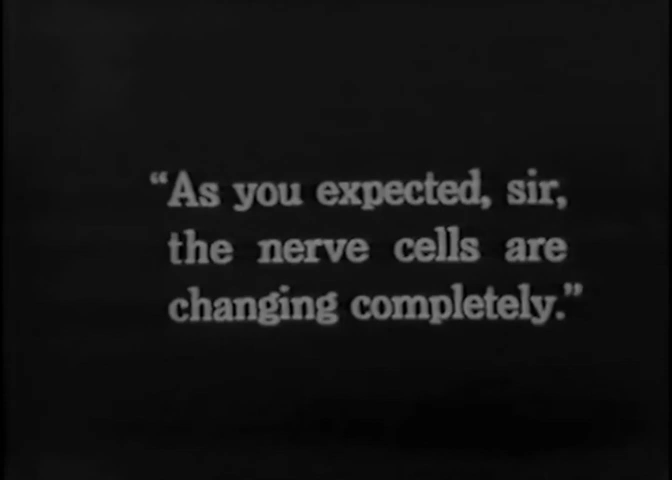 “As you expected, sir,
the nerve cells are
changing completely.”